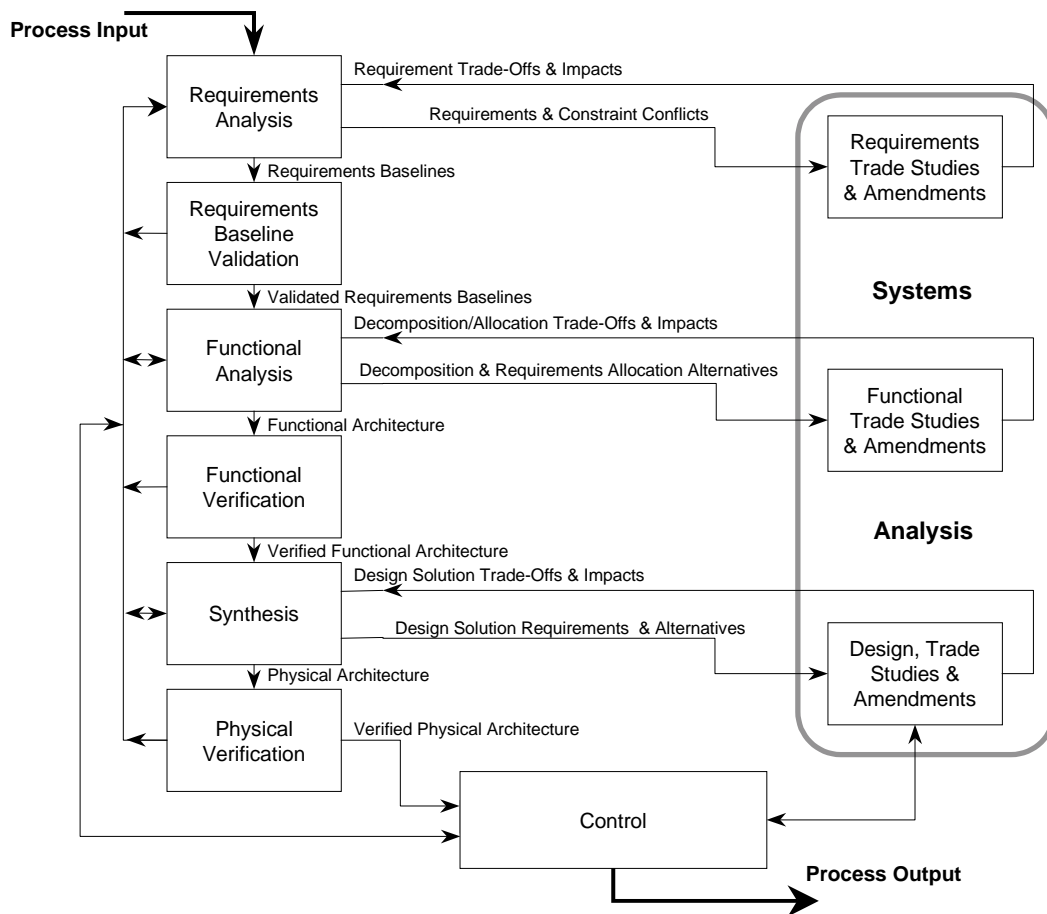 Process Input
Requirement Trade-Offs & Impacts
Requirements
Analysis
Requirements & Constraint Conflicts
Requirements
Trade Studies
& Amendments
Requirements Baselines
Requirements
Baseline
Validation
Systems
Validated Requirements Baselines
Decomposition/Allocation Trade-Offs & Impacts
Functional
Analysis
Decomposition & Requirements Allocation Alternatives
Functional
Trade Studies
& Amendments
Functional Architecture
Functional
Verification
Analysis
Verified Functional Architecture
Design Solution Trade-Offs & Impacts
Synthesis
Design Solution Requirements & Alternatives
Design, Trade
Studies &
Amendments
Physical Architecture
Physical
Verification
Verified Physical Architecture
Control
Process Output